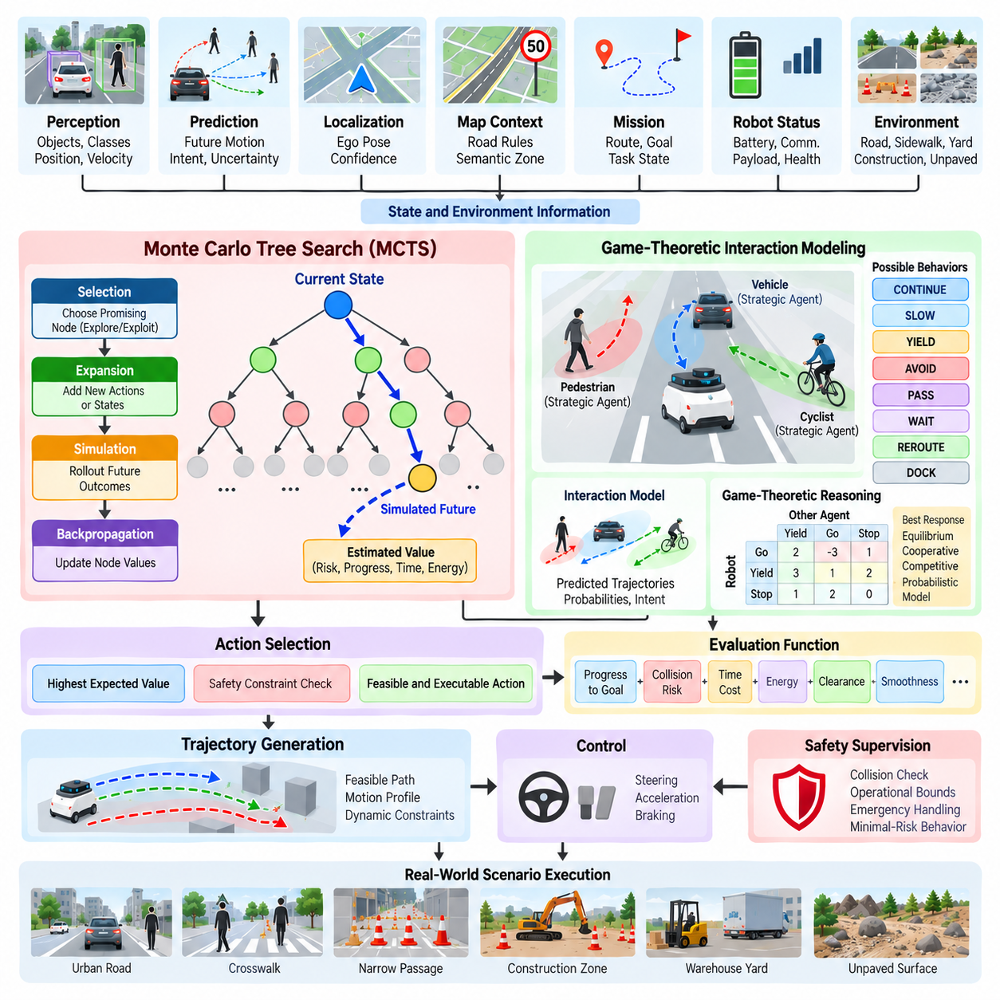 50
Perception
Objects, Classes
Position, Velocity
Prediction
Future Motion
Intent, Uncertainty
Localization
Ego Pose
Confidence
Map Context
Road Rules
Semantic Zone
Mission
Route, Goal
Task State
Robot Status
Battery, Comm.
Payload, Health
Environment
Road, Sidewalk, Yard
Construction, Unpaved
State and Environment Information
Monte Carlo Tree Search (MCTS)
Selection
Choose Promising
Node (Explore/Exploit)
Expansion
Add New Actions
or States
Simulation
Rollout Future
Outcomes
Backpropagation
Update Node Values
Current State
Simulated Future
Estimated Value
(Risk, Progress, Time, Energy)
Game-Theoretic Interaction Modeling
Vehicle
(Strategic Agent)
Pedestrian
(Strategic Agent)
Cyclist
(Strategic Agent)
Possible Behaviors
CONTINUE
SLOW
YIELD
AVOID
PASS
WAIT
REROUTE
DOCK
Interaction Model
Predicted Trajectories
Probabilities, Intent
Game-Theoretic Reasoning
Other Agent
Yield Go Stop
Robot
Go 2 -3 1
Yield 3 1 2
Stop 1 2 0
Best Response
Equilibrium
Cooperative
Competitive
Probabilistic
Model
Action Selection
Highest Expected Value
Safety Constraint Check
Feasible and Executable Action
Evaluation Function
Progress
to Goal
+
Collision
Risk
+
Time
Cost
+
Energy
+
Clearance
+
Smoothness
...
Trajectory Generation
Feasible Path
Motion Profile
Dynamic Constraints
Control
Steering
Acceleration
Braking
Safety Supervision
Collision Check
Operational Bounds
Emergency Handling
Minimal-Risk Behavior
Real-World Scenario Execution
Urban Road
Crosswalk
Narrow Passage
Construction Zone
Warehouse Yard
Unpaved Surface